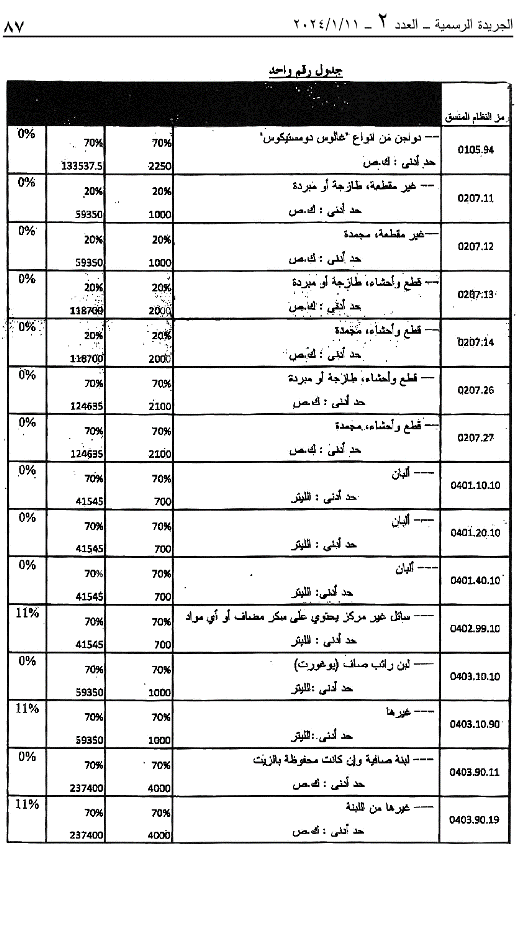 الجريدة الرسمية – العدد ٢ – ٢٠٢٤/١/١١ ٨٧
جدول رقم واحد
رمز النظام المنسق
0105.94 –– دواجن من انواع "غالوس دومستيكوس" 70% 70% 0%
حد أدنى : ك.ص 2250 133537.5
0207.11 –– غير مقطعة، طازجة أو مبردة 20% 20% 0%
حد أدنى : ك.ص 1000 59350
0207.12 ––غير مقطعة، مجمدة 20% 20% 0%
حد أدنى : ك.ص 1000 59350
0207.13 –– قطع وأحشاء، طازجة أو مبردة 20% 20% 0%
حد أدنى : ك.ص 2000 118700
0207.14 –– قطع وأحشاء، مجمدة 20% 20% 0%
حد أدنى : ك.ص 2000 118700
0207.26 –– قطع وأحشاء، طازجة أو مبردة 70% 70% 0%
حد أدنى : ك.ص 2100 124635
0207.27 –– قطع وأحشاء، مجمدة 70% 70% 0%
حد أدنى : ك.ص 2100 124635
0401.10.10 ––– ألبان 70% 70% 0%
حد أدنى : الليتر 700 41545
0401.20.10 ––– ألبان 70% 70% 0%
حد أدنى : الليتر 700 41545
0401.40.10 ––– ألبان 70% 70% 0%
حد أدنى : الليتر 700 41545
0402.99.10 ––– سائل غير مركز يحتوي على سكر مضاف أو أي مواد 70% 70% 11%
حد أدنى : الليتر 700 41545
0403.10.10 ––– لبن رائب صاف (يوغورت) 70% 70% 0%
حد أدنى : الليتر 1000 59350
0403.10.90 ––– غيرها 70% 70% 11%
حد أدنى :الليتر 1000 59350
0403.90.11 ––– لبنة صافية وإن كانت محفوظة بالزيت 70% 70% 0%
حد أدنى : ك.ص 4000 237400
0403.90.19 ––– غيرها من اللبنة 70% 70% 11%
حد أدنى : ك.ص 4000 237400